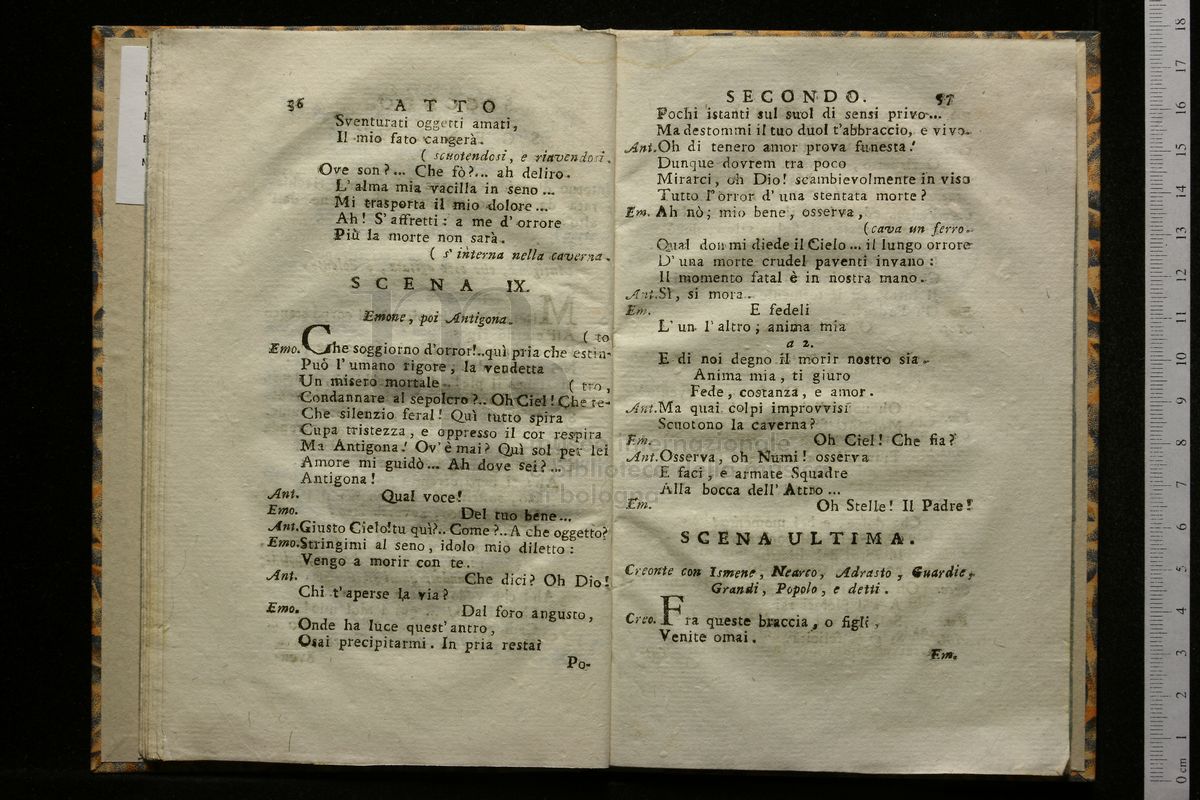 36 ATTO
Sventurati oggetti amati,
Il mio fato cangerà.
( scuotendosi, e riavendosi.
Ove son?... Che fò?... ah deliro.
L'alma mia vacilla in seno ...
Mi trasporta il mio dolore ...
Ah! S'affretti: a me d'orrore
Più la morte non sarà.
( s'interna nella caverna.
SCENA IX.
Emone, poi Antigona.
( to
Emo. Che soggiorno d'orror!..quì pria che estin-
Può l'umano rigore, la vendetta
Un misero mortale ( tro,
Condannare al sepolcro?.. Oh Ciel! Che te-
Che silenzio feral! Quì tutto spira
Cupa tristezza, e oppresso il cor respira
Ma Antigona! Ov'è mai? Quì sol per lei
Amore mi guidò... Ah dove sei?...
Antigona!
Ant. Qual voce!
Emo. Del tuo bene...
Ant. Giusto Cielo!tu quì?.. Come?.. A che oggetto?
Emo. Stringimi al seno, idolo mio diletto:
Vengo a morir con te.
Ant. Che dici? Oh Dio!
Chi t'aperse la via?
Emo. Dal foro angusto,
Onde ha luce quest'antro,
Osai precipitarmi. In pria restai
Po-
SECONDO. 37
Pochi istanti sul suol di sensi privo...
Ma destommi il tuo duol t'abbraccio, e vivo.
Ant. Oh di tenero amor prova funesta!
Dunque dovrem tra poco
Mirarci, oh Dio! scambievolmente in viso
Tutto l'orror d'una stentata morte?
Em. Ah nò; mio bene, osserva,
(cava un ferro.
Qual don mi diede il Cielo... il lungo orrore
D'una morte crudel paventi invano:
Il momento fatal è in nostra mano.
Ant. Sì, si mora.
Em. E fedeli
L'un l'altro; anima mia
a 2.
E di noi degno il morir nostro sia.
Anima mia, ti giuro
Fede, costanza, e amor.
Ant. Ma quai colpi improvvisi
Scuotono la caverna?
Em. Oh Ciel! Che fia?
Ant. Osserva, oh Numi! osserva
E faci, e armate Squadre
Alla bocca dell'Attro ...
Em. Oh Stelle! Il Padre!
SCENA ULTIMA.
Creonte con Ismene, Nearco, Adrasto, Guardie,
Grandi, Popolo, e detti.
Creo. Fra queste braccia, o figli,
Venite omai.
Em.